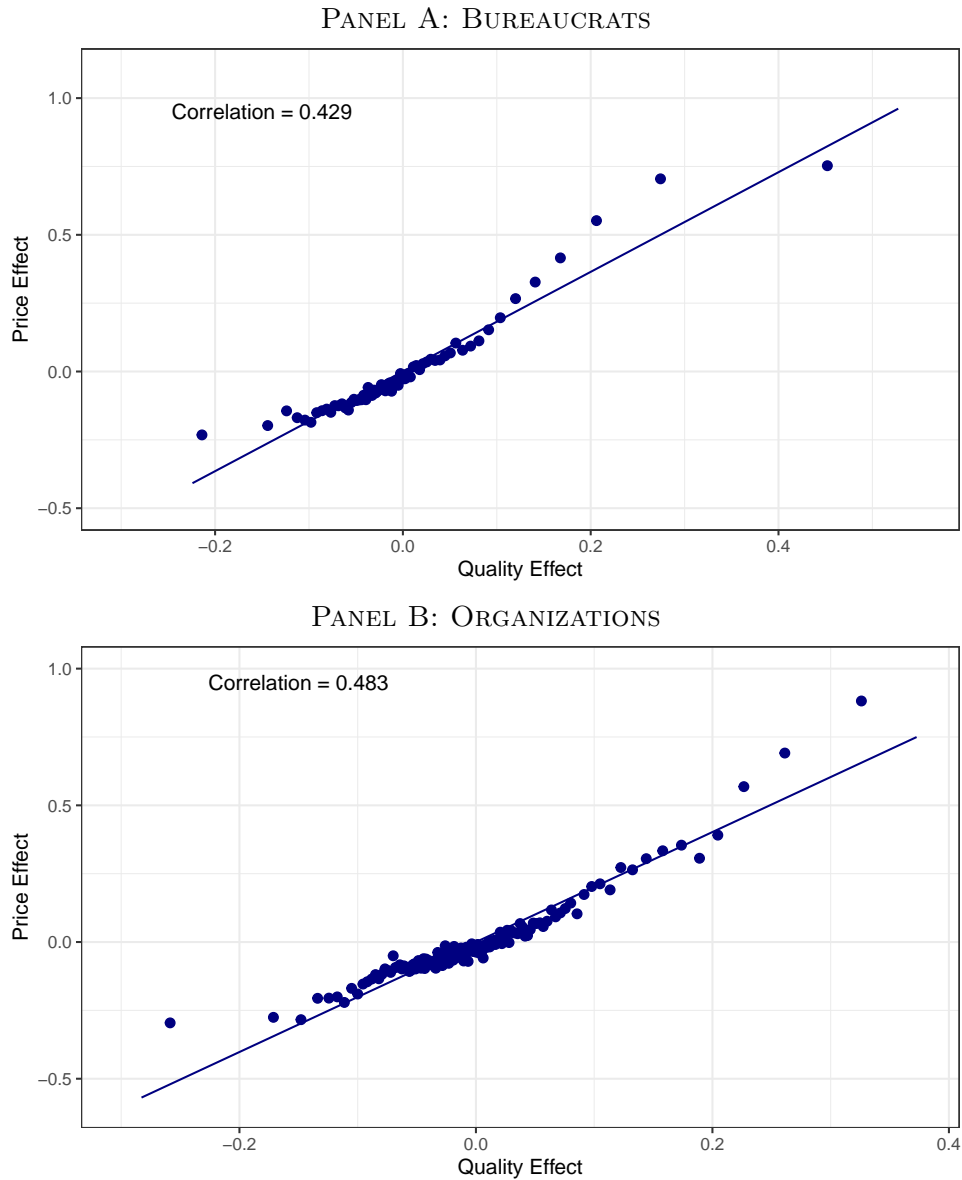 PANEL A: BUREAUCRATS
1.0
Correlation = 0.429
0.5
Price Effect
0.0
−0.5
−0.2 0.0 0.2 0.4
Quality Effect
PANEL B: ORGANIZATIONS
1.0
Correlation = 0.483
0.5
Price Effect
0.0
−0.5
−0.2 0.0 0.2 0.4
Quality Effect